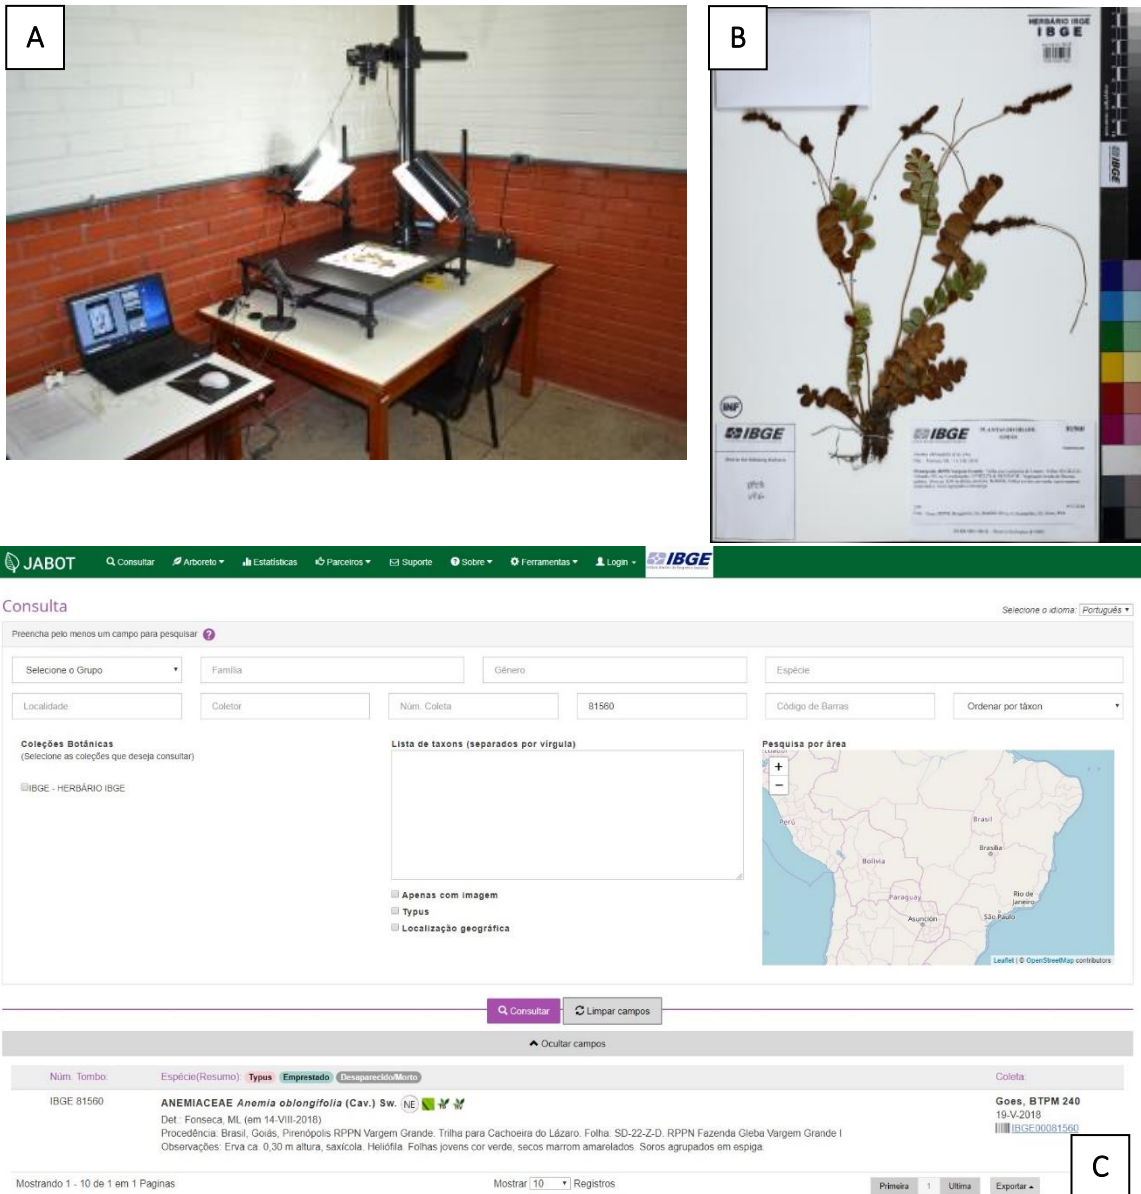 A
B
HERBÁRIO IBGE
IBGE
IBGE
INF
IBGE
IBGE
81560
JABOT
Consultar
Arboreto
Estatísticas
Parceiros
Suporte
Sobre
Ferramentas
Login
IBGE
Consulta
Selecione o idioma: Português
Preencha pelo menos um campo para pesquisar ?
Selecione o Grupo
Família
Gênero
Espécie
Localidade
Coletor
Núm. Coleta
81560
Código de Barras
Ordenar por táxon
Coleções Botânicas
(Selecione as coleções que deseja consultar)
IBGE - HERBÁRIO IBGE
Lista de taxons (separados por vírgula)
Apenas com imagem
Typus
Localização geográfica
Pesquisa por área
+
−
Perú
Brasil
Brasília
Bolivia
Paraguay
Rio de
Janeiro
São Paulo
Asunción
Leaflet | © OpenStreetMap contributors
Consultar
Limpar campos
Ocultar campos
Núm. Tombo:
Espécie(Resumo): Typus Emprestado Desaparecido/Morto
Coleta:
IBGE 81560
ANEMIACEAE Anemia oblongifolia (Cav.) Sw. NE
Det.: Fonseca, ML (em 14-VIII-2018)
Procedência: Brasil, Goiás, Pirenópolis RPPN Vargem Grande. Trilha para Cachoeira do Lázaro. Folha: SD-22-Z-D. RPPN Fazenda Gleba Vargem Grande I
Observações: Erva ca. 0,30 m altura, saxícola. Heliófila. Folhas jovens cor verde, secos marrom amarelados. Soros agrupados em espiga.
Goes, BTPM 240
19-V-2018
IBGE00081560
C
Mostrando 1 - 10 de 1 em 1 Paginas
Mostrar 10 Registros
Primeira
1
Ultima
Exportar